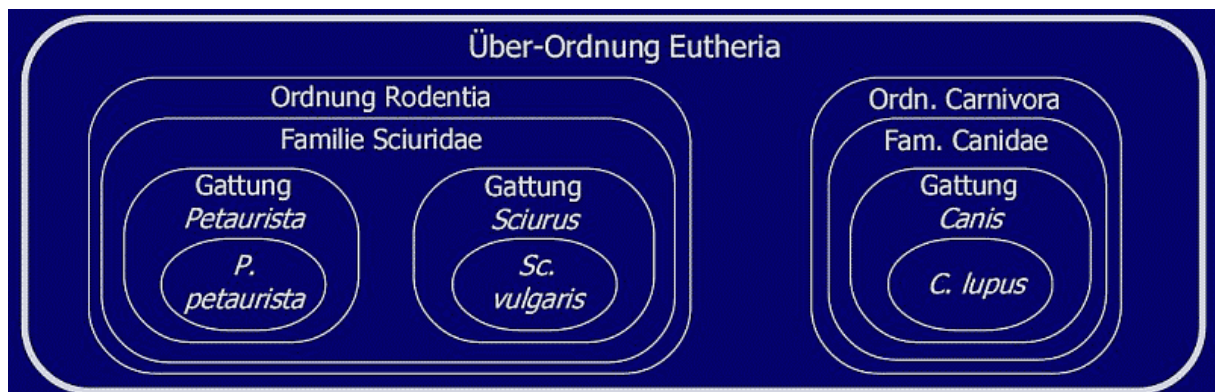 Über-Ordnung Eutheria
Ordnung Rodentia
Familie Sciuridae
Gattung
Petaurista
P.
petaurista
Gattung
Sciurus
Sc.
vulgaris
Ordn. Carnivora
Fam. Canidae
Gattung
Canis
C. lupus